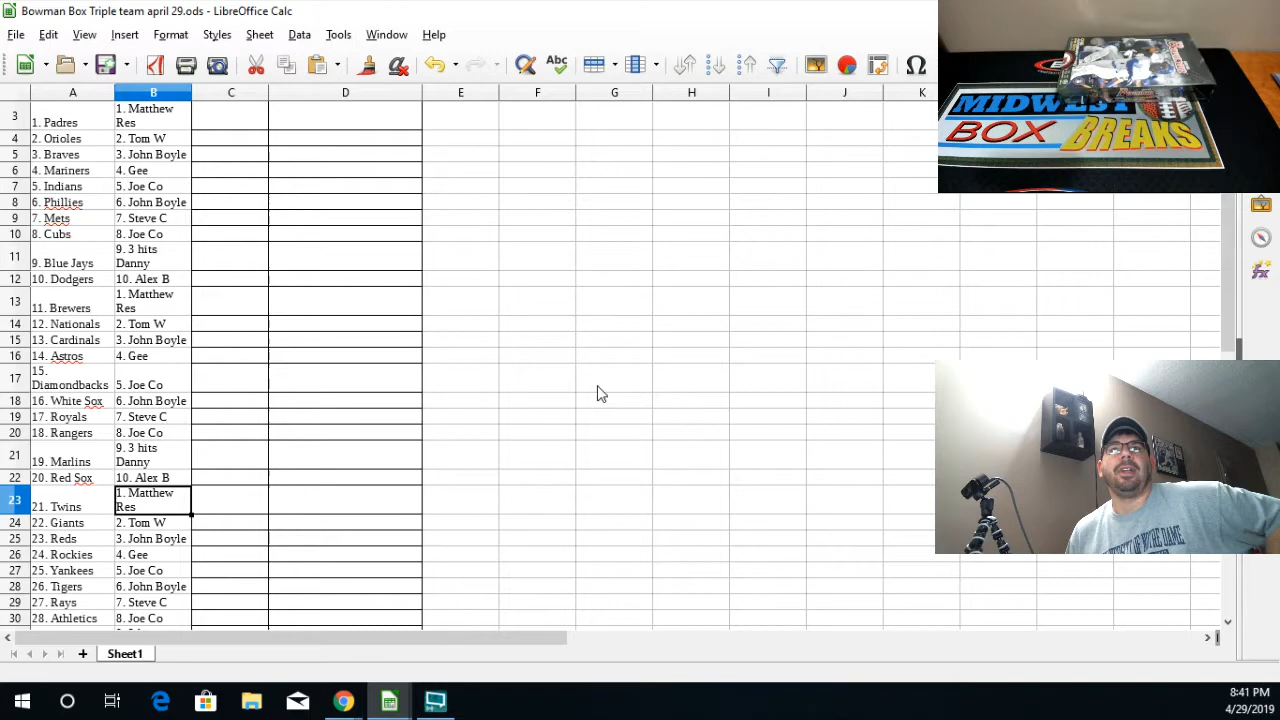 Bowman Box Triple team april 29.ods - LibreOffice Calc
File Edit View Insert Format Styles Sheet Data Tools Window Help
Abc
A B C D E F G H I J K
3 1. Padres 1. Matthew
Res
4 2. Orioles 2. Tom W
5 3. Braves 3. John Boyle
6 4. Mariners 4. Gee
7 5. Indians 5. Joe Co
8 6. Phillies 6. John Boyle
9 7. Mets 7. Steve C
10 8. Cubs 8. Joe Co
11 9. Blue Jays 9. 3 hits
Danny
12 10. Dodgers 10. Alex B
13 11. Brewers 1. Matthew
Res
14 12. Nationals 2. Tom W
15 13. Cardinals 3. John Boyle
16 14. Astros 4. Gee
17 15.
Diamondbacks 5. Joe Co
18 16. White Sox 6. John Boyle
19 17. Royals 7. Steve C
20 18. Rangers 8. Joe Co
21 19. Marlins 9. 3 hits
Danny
22 20. Red Sox 10. Alex B
23 21. Twins 1. Matthew
Res
24 22. Giants 2. Tom W
25 23. Reds 3. John Boyle
26 24. Rockies 4. Gee
27 25. Yankees 5. Joe Co
28 26. Tigers 6. John Boyle
29 27. Rays 7. Steve C
30 28. Athletics 8. Joe Co
Sheet1
MIDWEST
BOX BREAKS
UNIVERSITY OF NOTRE DAME
8:41 PM
4/29/2019